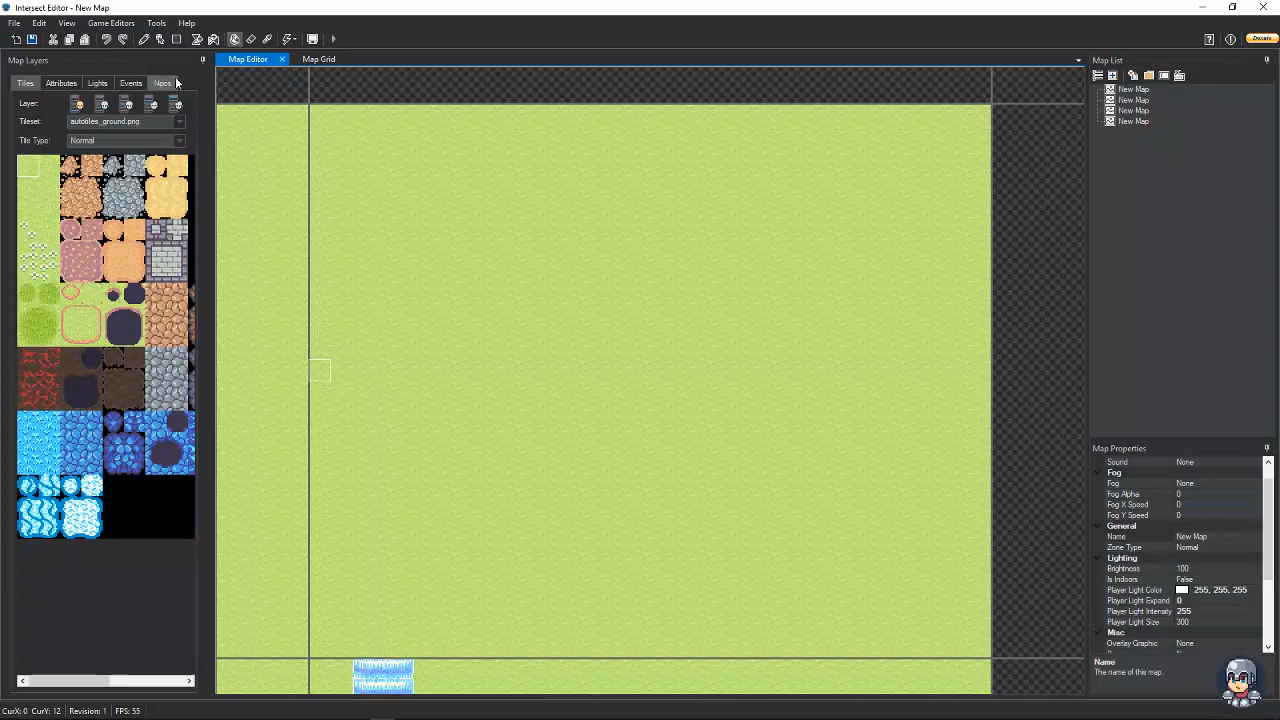 Intersect Editor - New Map
File Edit View Game Editors Tools Help
Donate
Map Layers
Map Editor
Map Grid
Map List
Tiles Attributes Lights Events Npcs
Layer:
Tileset: autotiles_ground.png
Tile Type: Normal
New Map
New Map
New Map
New Map
Map Properties
Sound None
Fog
Fog None
Fog Alpha 0
Fog X Speed 0
Fog Y Speed 0
General
Name New Map
Zone Type Normal
Lighting
Brightness 100
Is Indoors False
Player Light Color 255, 255, 255
Player Light Expand 0
Player Light Intensity 255
Player Light Size 300
Misc
Overlay Graphic None
Name
The name of this map.
CurX: 0 CurY: 12 Revision: 1 FPS: 55